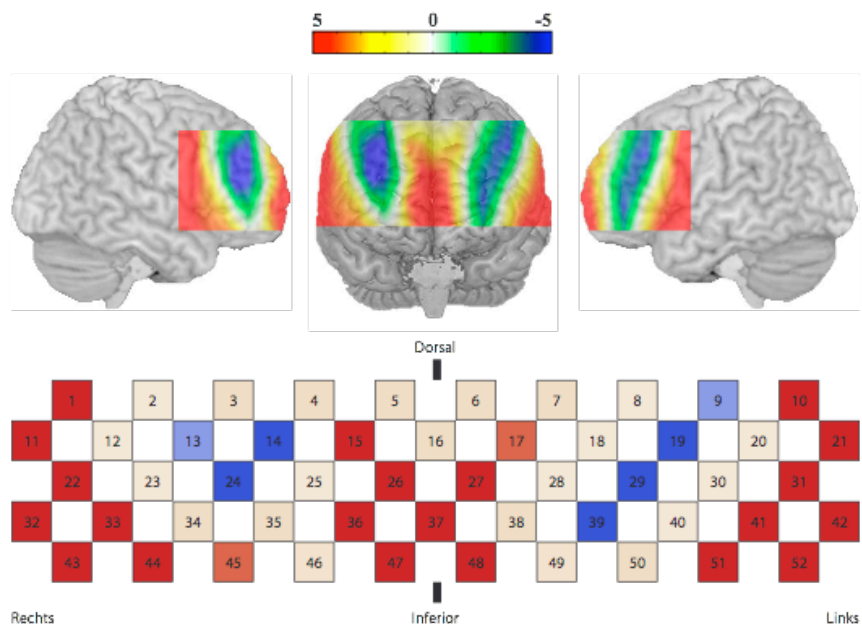 5 0 -5
Dorsal
1 2 3 4 5 6 7 8 9 10
11 12 13 14 15 16 17 18 19 20 21
22 23 24 25 26 27 28 29 30 31
32 33 34 35 36 37 38 39 40 41 42
43 44 45 46 47 48 49 50 51 52
Rechts Inferior Links